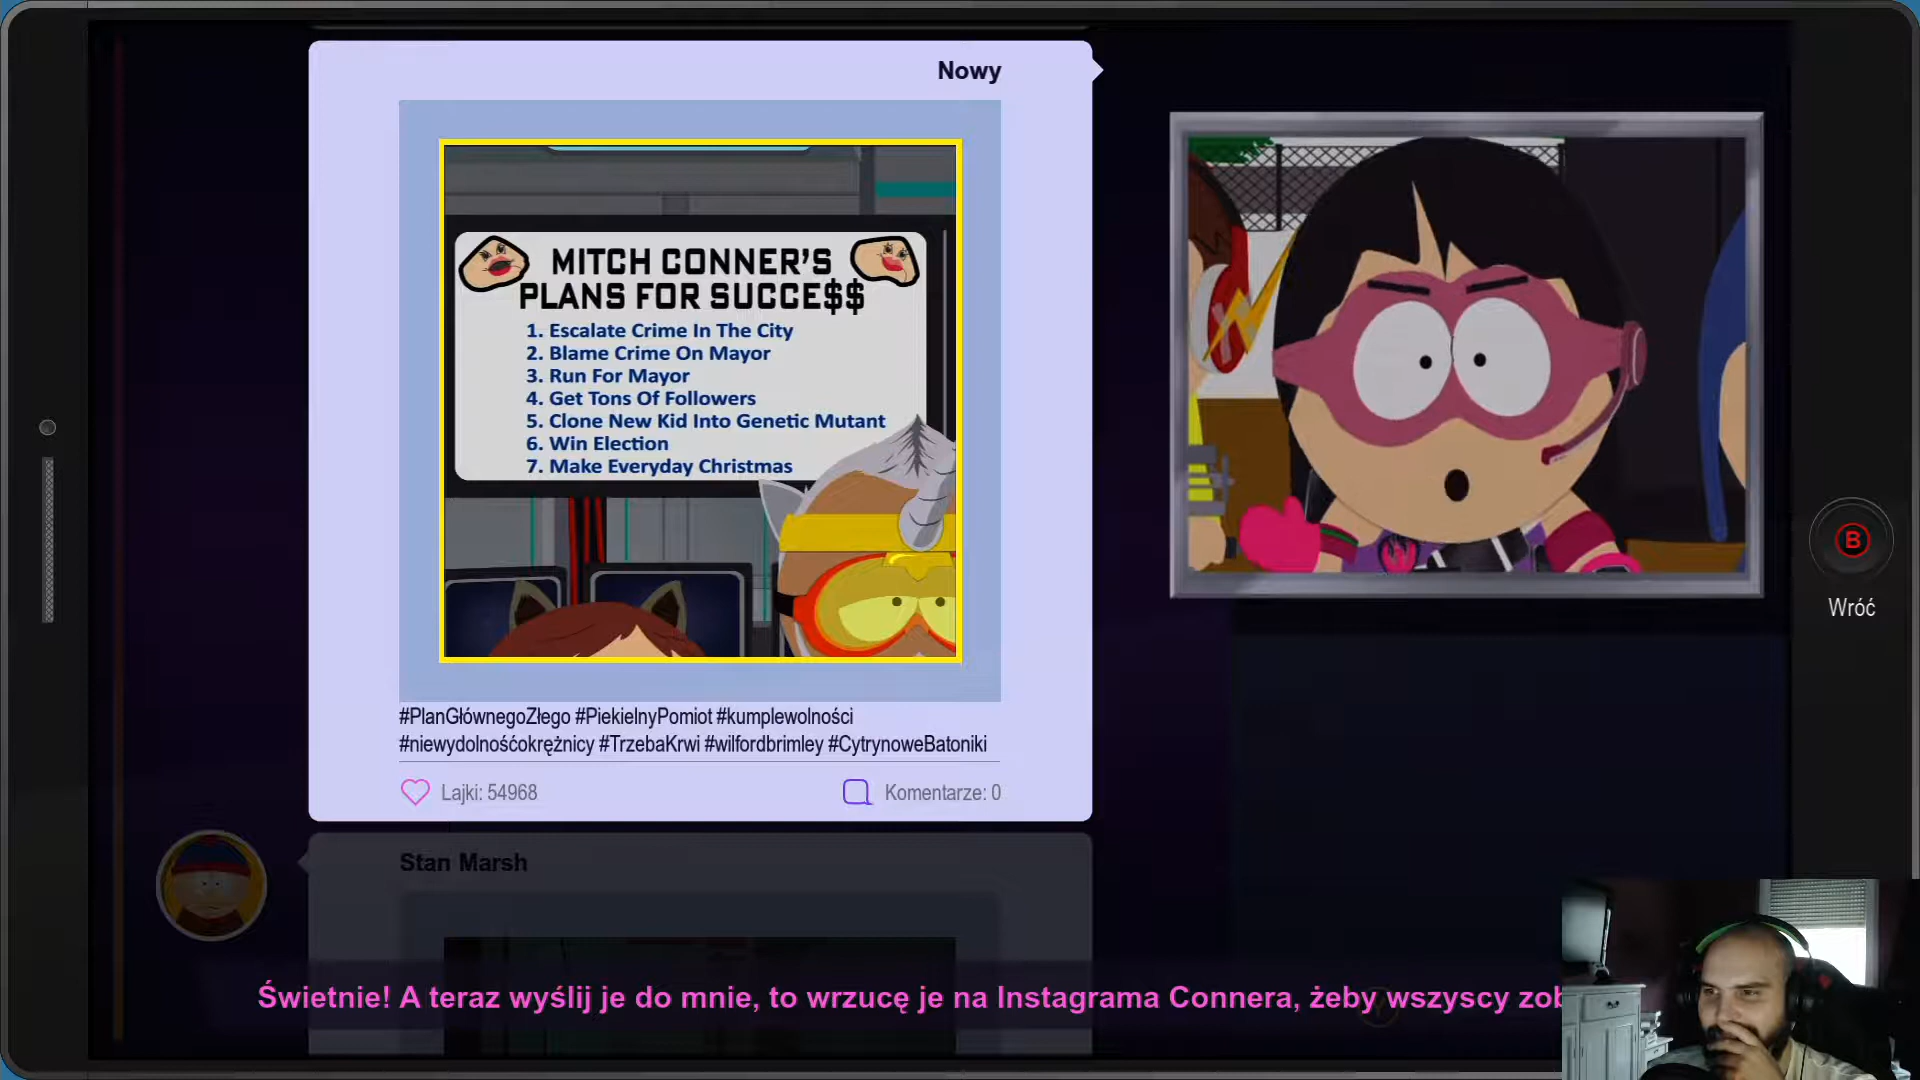 Nowy
MITCH CONNER'S
PLANS FOR SUCCE$$
1. Escalate Crime In The City
2. Blame Crime On Mayor
3. Run For Mayor
4. Get Tons Of Followers
5. Clone New Kid Into Genetic Mutant
6. Win Election
7. Make Everyday Christmas
#PlanGłównegoZłego #PiekielnyPomiot #kumplewolności
#niewydolnośćokrężnicy #TrzebaKrwi #wilfordbrimley #CytrynoweBatoniki
Lajki: 54968
Komentarze: 0
B
Wróć
Stan Marsh
Świetnie! A teraz wyślij je do mnie, to wrzucę je na Instagrama Connera, żeby wszyscy